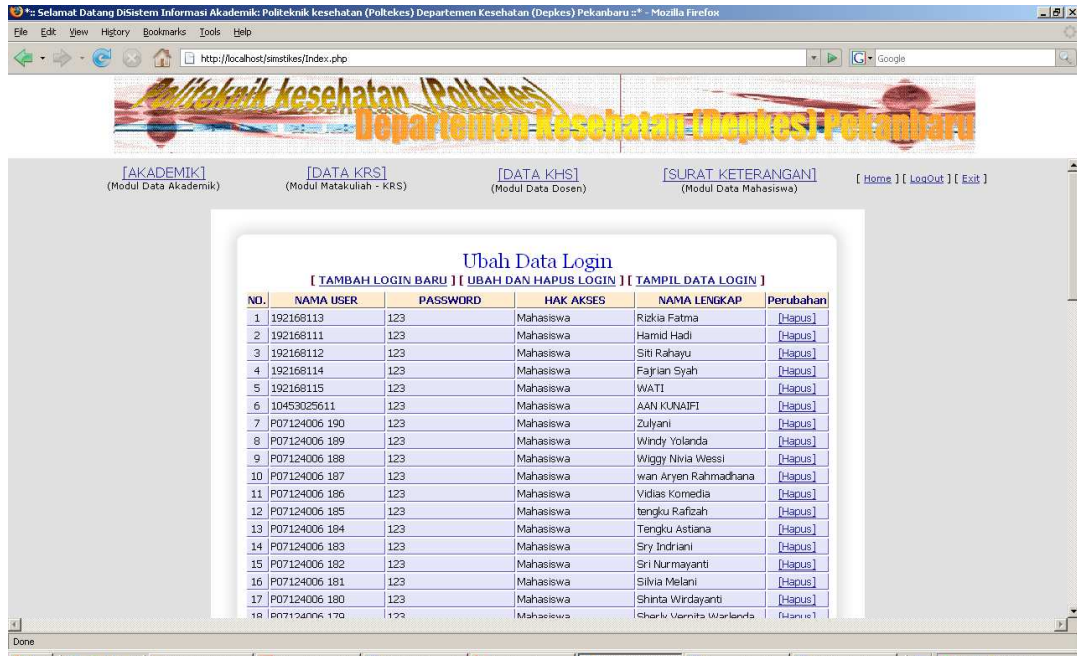 *:: Selamat Datang DiSistem Informasi Akademik: Politeknik kesehatan (Poltekes) Departemen Kesehatan (Depkes) Pekanbaru ::* - Mozilla Firefox
File Edit View History Bookmarks Tools Help
http://localhost/simstikes/Index.php
Google
Politeknik kesehatan (Poltekes)
Departemen Kesehatan (Depkes) Pekanbaru
[AKADEMIK] [DATA KRS] [DATA KHS] [SURAT KETERANGAN] [ Home ] [ LogOut ] [ Exit ]
(Modul Data Akademik) (Modul Matakuliah - KRS) (Modul Data Dosen) (Modul Data Mahasiswa)
Ubah Data Login
[ TAMBAH LOGIN BARU ] [ UBAH DAN HAPUS LOGIN ] [ TAMPIL DATA LOGIN ]
NO. NAMA USER PASSWORD HAK AKSES NAMA LENGKAP Perubahan
1 192168113 123 Mahasiswa Rizkia Fatma [Hapus]
2 192168111 123 Mahasiswa Hamid Hadi [Hapus]
3 192168112 123 Mahasiswa Siti Rahayu [Hapus]
4 192168114 123 Mahasiswa Fajrian Syah [Hapus]
5 192168115 123 Mahasiswa WATI [Hapus]
6 10453025611 123 Mahasiswa AAN KUNAIFI [Hapus]
7 P07124006 190 123 Mahasiswa Zulyani [Hapus]
8 P07124006 189 123 Mahasiswa Windy Yolanda [Hapus]
9 P07124006 188 123 Mahasiswa Wiggy Nivia Wessi [Hapus]
10 P07124006 187 123 Mahasiswa wan Aryen Rahmadhana [Hapus]
11 P07124006 186 123 Mahasiswa Vidias Komedia [Hapus]
12 P07124006 185 123 Mahasiswa tengku Rafizah [Hapus]
13 P07124006 184 123 Mahasiswa Tengku Astiana [Hapus]
14 P07124006 183 123 Mahasiswa Sry Indriani [Hapus]
15 P07124006 182 123 Mahasiswa Sri Nurmayanti [Hapus]
16 P07124006 181 123 Mahasiswa Silvia Melani [Hapus]
17 P07124006 180 123 Mahasiswa Shinta Wirdayanti [Hapus]
18 P07124006 179 123 Mahasiswa Sherly Vernita Warlenda [Hapus]
Done